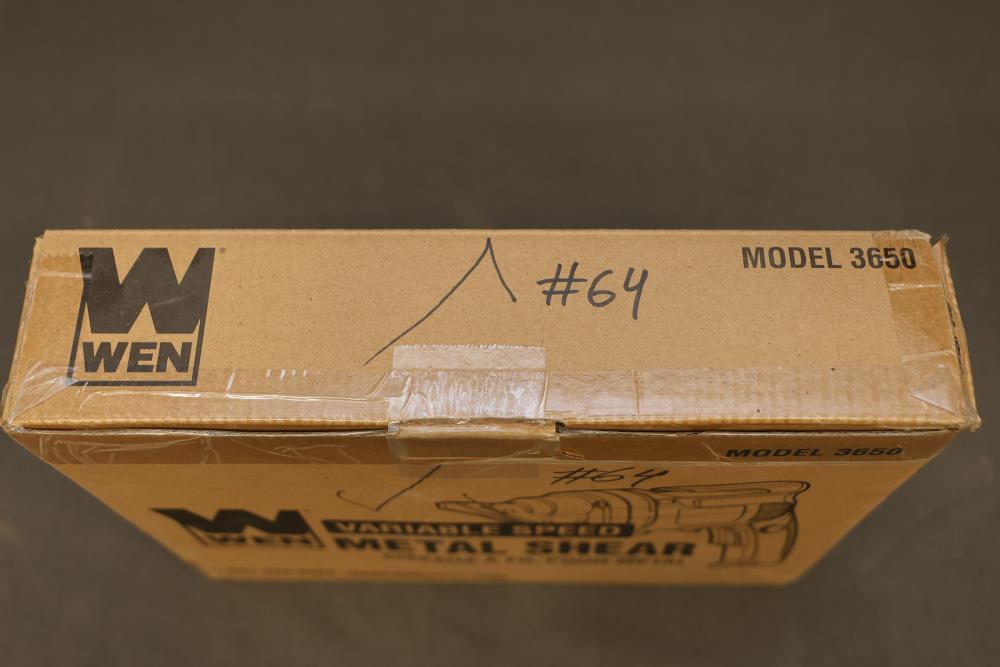 WEN
#64
MODEL 3650
MODEL 3650
#64
WEN
VARIABLE SPEED
METAL SHEAR